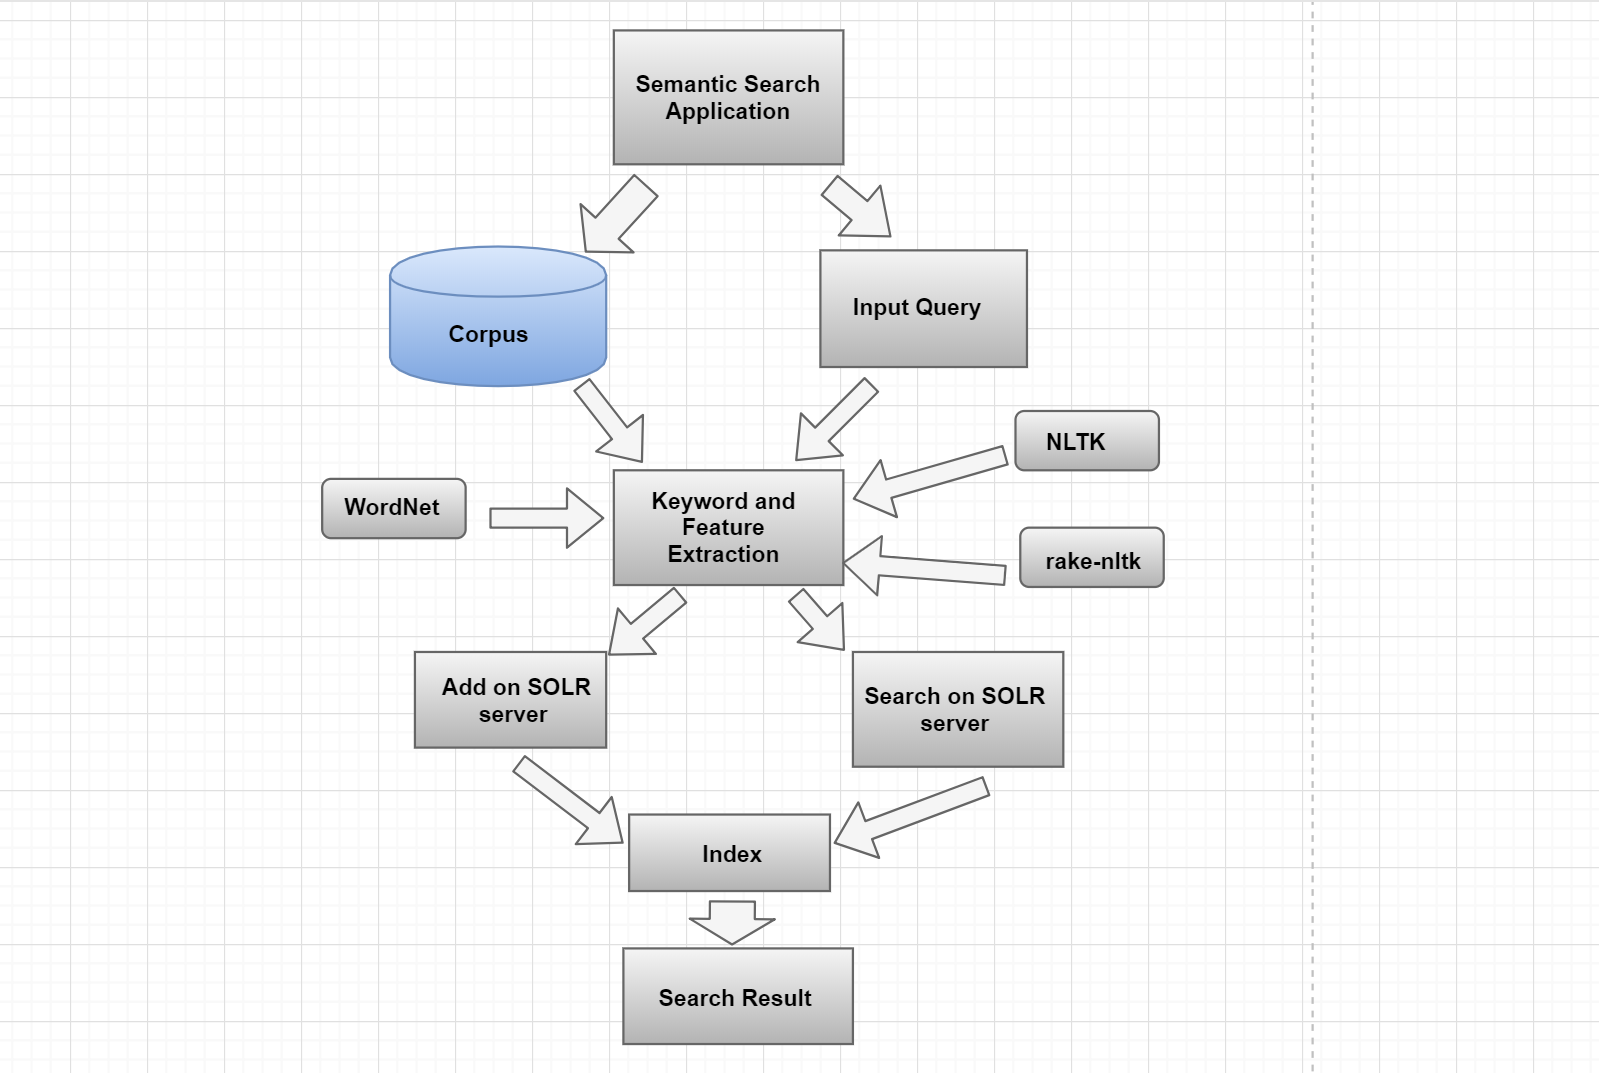 Semantic Search
Application
Corpus
Input Query
NLTK
WordNet
Keyword and
Feature
Extraction
rake-nltk
Add on SOLR
server
Search on SOLR
server
Index
Search Result